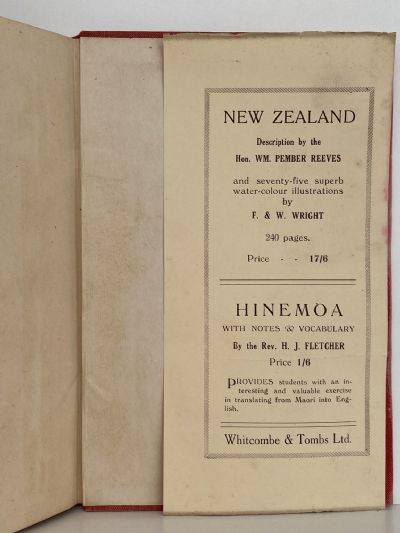 NEW ZEALAND
Description by the
Hon. WM. PEMBER REEVES
and seventy-five superb
water-colour illustrations
by
F. & W. WRIGHT
240 pages.
Price - - 17/6
HINEMOA
WITH NOTES & VOCABULARY
By the Rev. H. J. FLETCHER
Price 1/6
PROVIDES students with an in-
teresting and valuable exercise
in translating from Maori into Eng-
lish.
Whitcombe & Tombs Ltd.